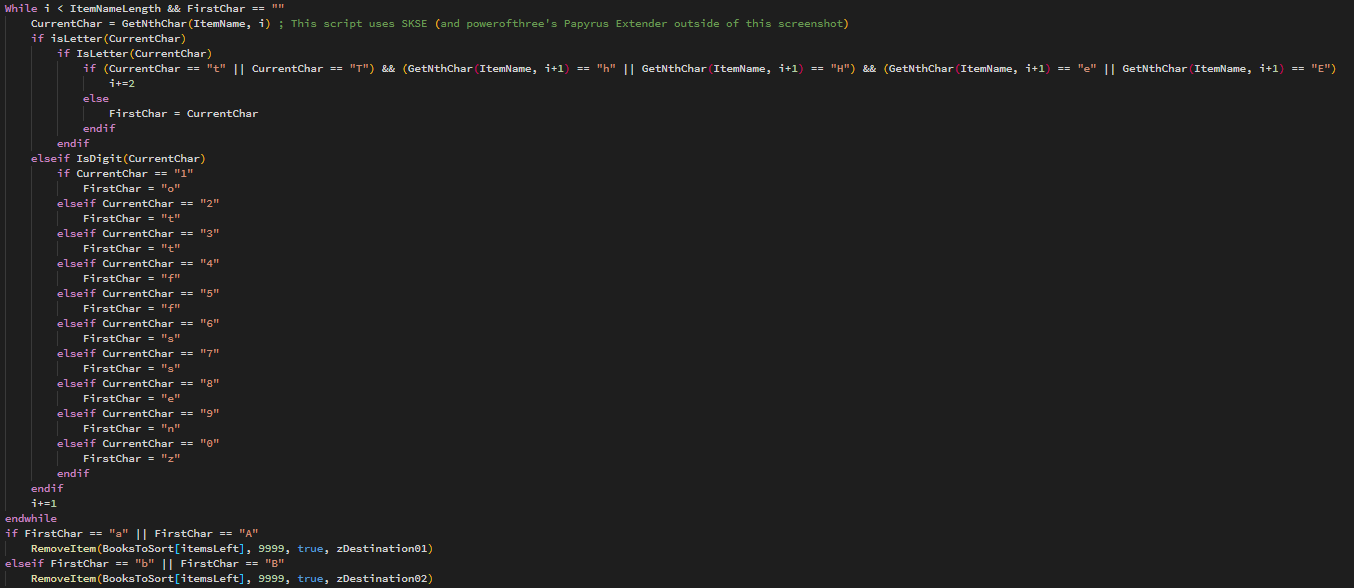 While i < ItemNameLength && FirstChar == ""
CurrentChar = GetNthChar(ItemName, i) ; This script uses SKSE (and powerofthree's Papyrus Extender outside of this screenshot)
if isLetter(CurrentChar)
if IsLetter(CurrentChar)
if (CurrentChar == "t" || CurrentChar == "T") && (GetNthChar(ItemName, i+1) == "h" || GetNthChar(ItemName, i+1) == "H") && (GetNthChar(ItemName, i+1) == "e" || GetNthChar(ItemName, i+1) == "E")
i+=2
else
FirstChar = CurrentChar
endif
endif
elseif IsDigit(CurrentChar)
if CurrentChar == "1"
FirstChar = "o"
elseif CurrentChar == "2"
FirstChar = "t"
elseif CurrentChar == "3"
FirstChar = "t"
elseif CurrentChar == "4"
FirstChar = "f"
elseif CurrentChar == "5"
FirstChar = "f"
elseif CurrentChar == "6"
FirstChar = "s"
elseif CurrentChar == "7"
FirstChar = "s"
elseif CurrentChar == "8"
FirstChar = "e"
elseif CurrentChar == "9"
FirstChar = "n"
elseif CurrentChar == "0"
FirstChar = "z"
endif
endif
i+=1
endwhile
if FirstChar == "a" || FirstChar == "A"
RemoveItem(BooksToSort[itemsLeft], 9999, true, zDestination01)
elseif FirstChar == "b" || FirstChar == "B"
RemoveItem(BooksToSort[itemsLeft], 9999, true, zDestination02)